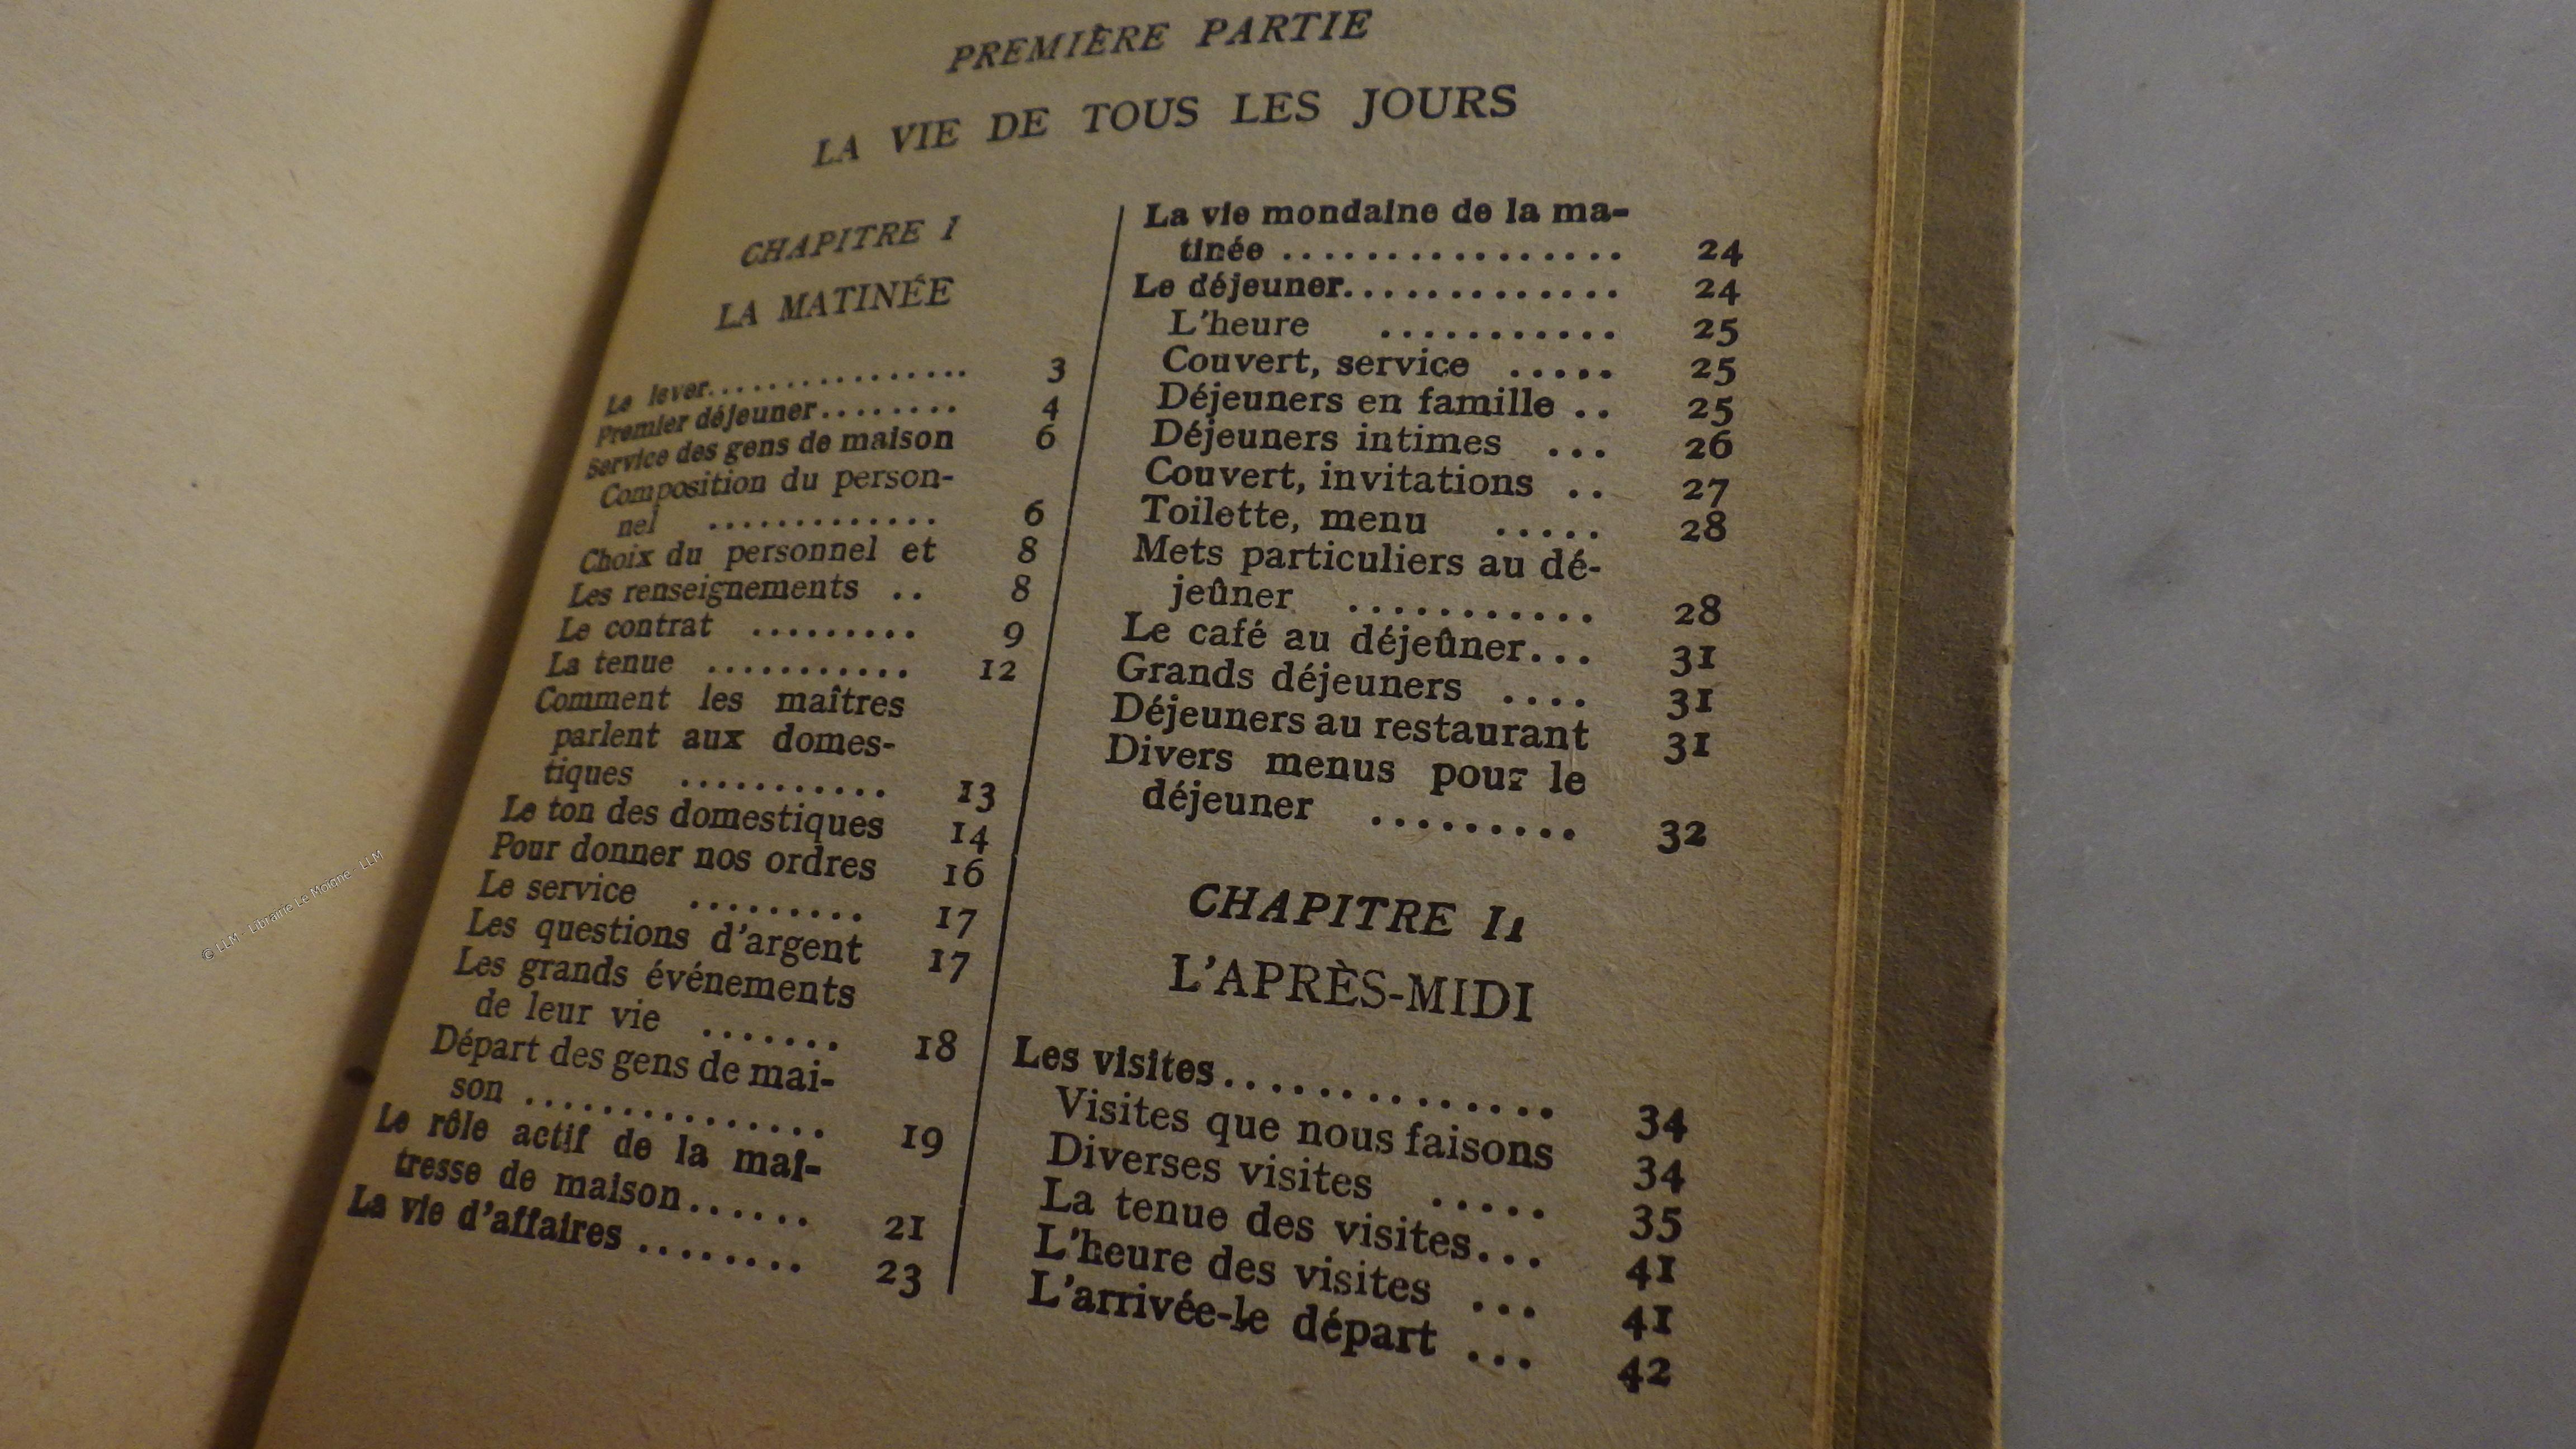 PREMIÈRE PARTIE
LA VIE DE TOUS LES JOURS
CHAPITRE I
LA MATINÉE
Le lever................. 3
Premier déjeuner........ 4
Service des gens de maison 6
Composition du person-
nel ............. 6
Choix du personnel et 8
Les renseignements .. 8
Le contrat ......... 9
La tenue ........... 12
Comment les maîtres
parlent aux domes-
tiques ........... 13
Le ton des domestiques 14
Pour donner nos ordres 16
Le service ......... 17
Les questions d'argent 17
Les grands événements
de leur vie ....... 18
Départ des gens de mai-
son ................ 19
Le rôle actif de la maî-
tresse de maison...... 21
La vie d'affaires ........ 23
La vie mondaine de la ma-
tinée ................. 24
Le déjeuner............. 24
L'heure ........... 25
Couvert, service ..... 25
Déjeuners en famille .. 25
Déjeuners intimes ... 26
Couvert, invitations .. 27
Toilette, menu ..... 28
Mets particuliers au dé-
jeûner ........... 28
Le café au déjeûner... 31
Grands déjeuners .... 31
Déjeuners au restaurant 31
Divers menus pour le
déjeuner ......... 32
CHAPITRE II
L'APRÈS-MIDI
Les visites.............. 34
Visites que nous faisons 34
Diverses visites ..... 35
La tenue des visites... 41
L'heure des visites ... 41
L'arrivée-le départ ... 42
© LLM - Librairie Le Moigne - LLM